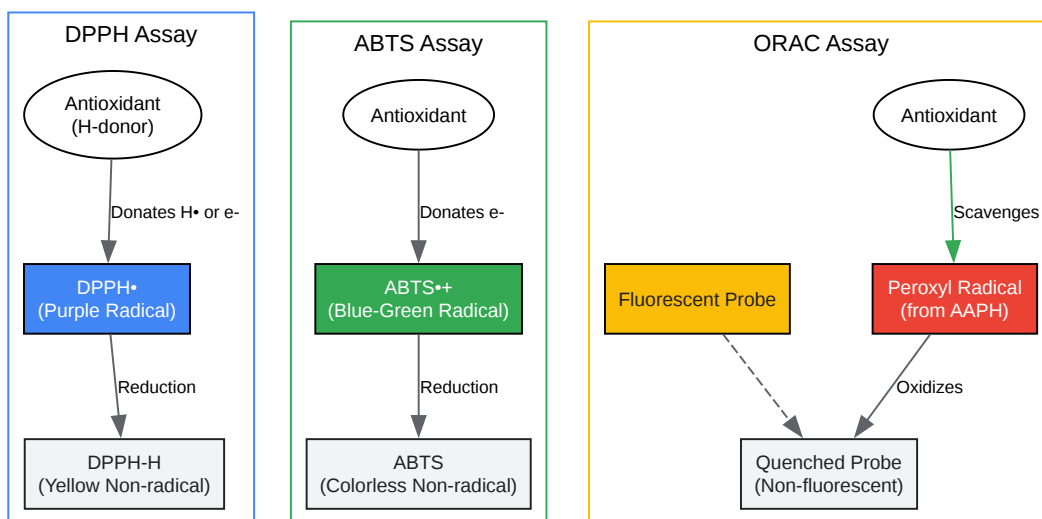 DPPH Assay
Antioxidant
(H-donor)
Donates H• or e-
DPPH•
(Purple Radical)
Reduction
DPPH-H
(Yellow Non-radical)
ABTS Assay
Antioxidant
Donates e-
ABTS•+
(Blue-Green Radical)
Reduction
ABTS
(Colorless Non-radical)
ORAC Assay
Antioxidant
Scavenges
Fluorescent Probe
Peroxyl Radical
(from AAPH)
Oxidizes
Quenched Probe
(Non-fluorescent)